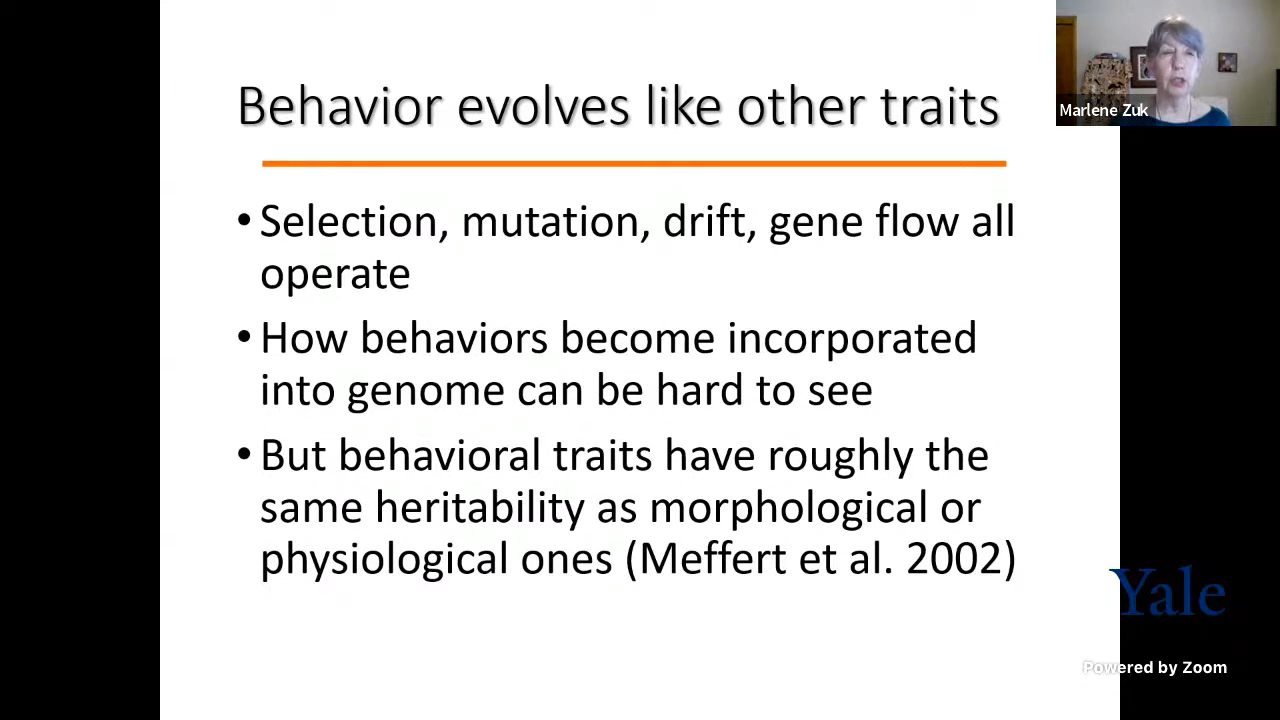 Behavior evolves like other traits
Marlene Zuk
•Selection, mutation, drift, gene flow all
operate
•How behaviors become incorporated
into genome can be hard to see
•But behavioral traits have roughly the
same heritability as morphological or
physiological ones (Meffert et al. 2002)
Yale
Powered by Zoom